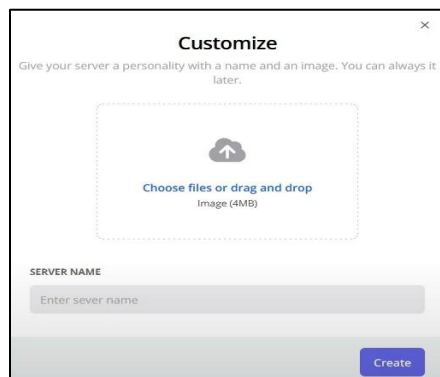 ×
Customize
Give your server a personality with a name and an image. You can always it
later.
Choose files or drag and drop
Image (4MB)
SERVER NAME
Enter sever name
Create